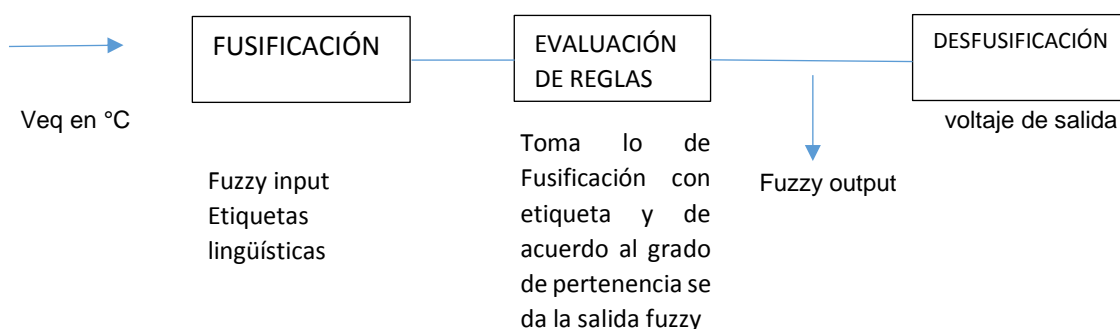 FUSIFICACIÓN
EVALUACIÓN
DE REGLAS
DESFUSIFICACIÓN
Veq en °C
voltaje de salida
Fuzzy input
Etiquetas
lingüísticas
Toma lo de
Fusificación con
etiqueta y de
acuerdo al grado
de pertenencia se
da la salida fuzzy
Fuzzy output